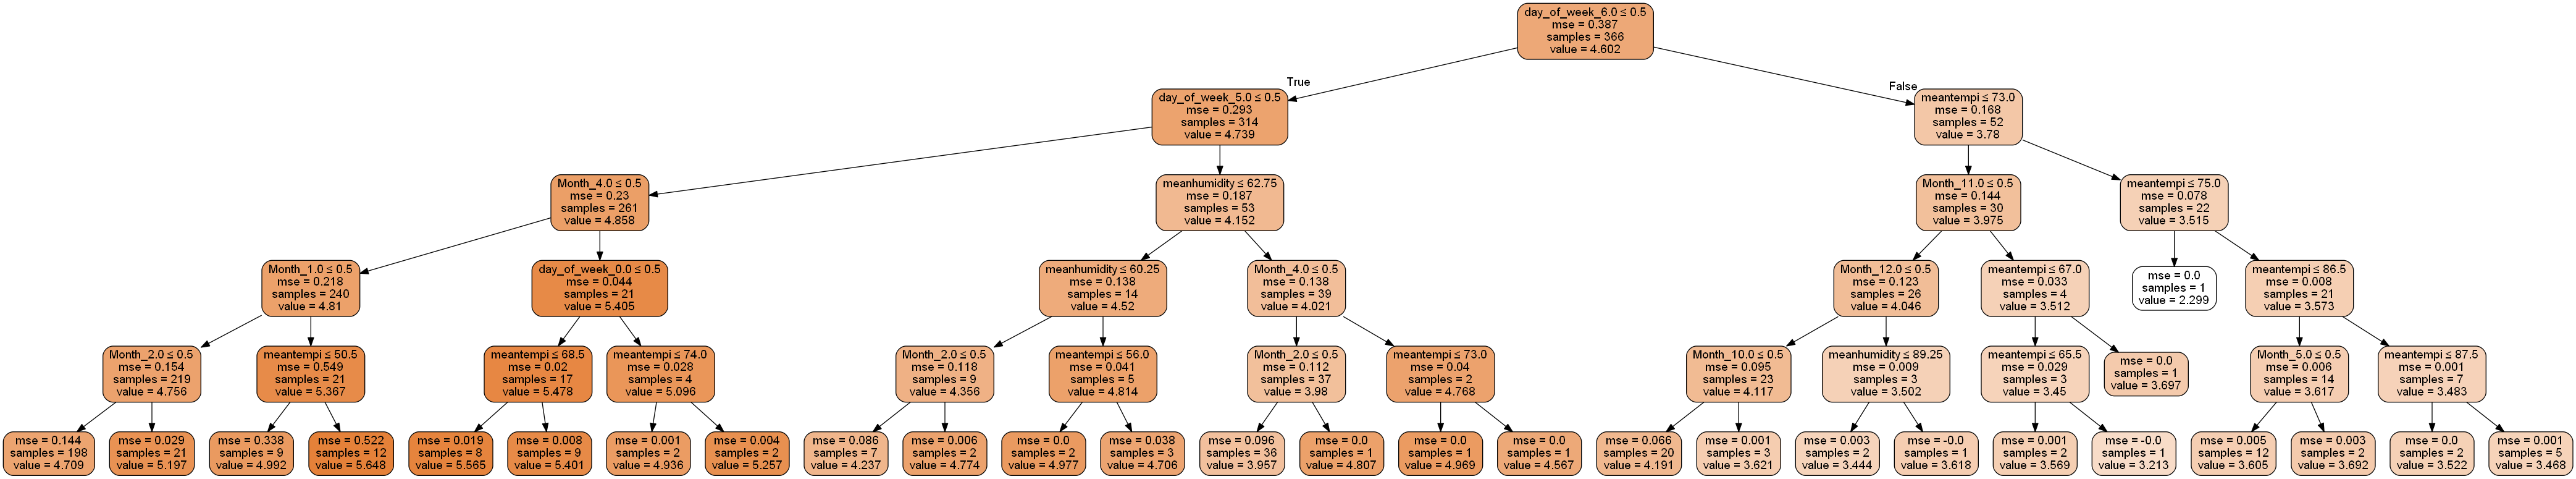 day_of_week_6.0 ≤ 0.5
mse = 0.387
samples = 366
value = 4.602
True
False
day_of_week_5.0 ≤ 0.5
mse = 0.293
samples = 314
value = 4.739
meantempi ≤ 73.0
mse = 0.168
samples = 52
value = 3.78
Month_4.0 ≤ 0.5
mse = 0.23
samples = 261
value = 4.858
meanhumidity ≤ 62.75
mse = 0.187
samples = 53
value = 4.152
Month_11.0 ≤ 0.5
mse = 0.144
samples = 30
value = 3.975
meantempi ≤ 75.0
mse = 0.078
samples = 22
value = 3.515
Month_1.0 ≤ 0.5
mse = 0.218
samples = 240
value = 4.81
day_of_week_0.0 ≤ 0.5
mse = 0.044
samples = 21
value = 5.405
meanhumidity ≤ 60.25
mse = 0.138
samples = 14
value = 4.52
Month_4.0 ≤ 0.5
mse = 0.138
samples = 39
value = 4.021
Month_12.0 ≤ 0.5
mse = 0.123
samples = 26
value = 4.046
meantempi ≤ 67.0
mse = 0.033
samples = 4
value = 3.512
mse = 0.0
samples = 1
value = 2.299
meantempi ≤ 86.5
mse = 0.008
samples = 21
value = 3.573
Month_2.0 ≤ 0.5
mse = 0.154
samples = 219
value = 4.756
meantempi ≤ 50.5
mse = 0.549
samples = 21
value = 5.367
meantempi ≤ 68.5
mse = 0.02
samples = 17
value = 5.478
meantempi ≤ 74.0
mse = 0.028
samples = 4
value = 5.096
Month_2.0 ≤ 0.5
mse = 0.118
samples = 9
value = 4.356
meantempi ≤ 56.0
mse = 0.041
samples = 5
value = 4.814
Month_2.0 ≤ 0.5
mse = 0.112
samples = 37
value = 3.98
meantempi ≤ 73.0
mse = 0.04
samples = 2
value = 4.768
Month_10.0 ≤ 0.5
mse = 0.095
samples = 23
value = 4.117
meanhumidity ≤ 89.25
mse = 0.009
samples = 3
value = 3.502
meantempi ≤ 65.5
mse = 0.029
samples = 3
value = 3.45
mse = 0.0
samples = 1
value = 3.697
Month_5.0 ≤ 0.5
mse = 0.006
samples = 14
value = 3.617
meantempi ≤ 87.5
mse = 0.001
samples = 7
value = 3.483
mse = 0.144
samples = 198
value = 4.709
mse = 0.029
samples = 21
value = 5.197
mse = 0.338
samples = 9
value = 4.992
mse = 0.522
samples = 12
value = 5.648
mse = 0.019
samples = 8
value = 5.565
mse = 0.008
samples = 9
value = 5.401
mse = 0.001
samples = 2
value = 4.936
mse = 0.004
samples = 2
value = 5.257
mse = 0.086
samples = 7
value = 4.237
mse = 0.006
samples = 2
value = 4.774
mse = 0.0
samples = 2
value = 4.977
mse = 0.038
samples = 3
value = 4.706
mse = 0.096
samples = 36
value = 3.957
mse = 0.0
samples = 1
value = 4.807
mse = 0.0
samples = 1
value = 4.969
mse = 0.0
samples = 1
value = 4.567
mse = 0.066
samples = 20
value = 4.191
mse = 0.001
samples = 3
value = 3.621
mse = 0.003
samples = 2
value = 3.444
mse = -0.0
samples = 1
value = 3.618
mse = 0.001
samples = 2
value = 3.569
mse = -0.0
samples = 1
value = 3.213
mse = 0.005
samples = 12
value = 3.605
mse = 0.003
samples = 2
value = 3.692
mse = 0.0
samples = 2
value = 3.522
mse = 0.001
samples = 5
value = 3.468